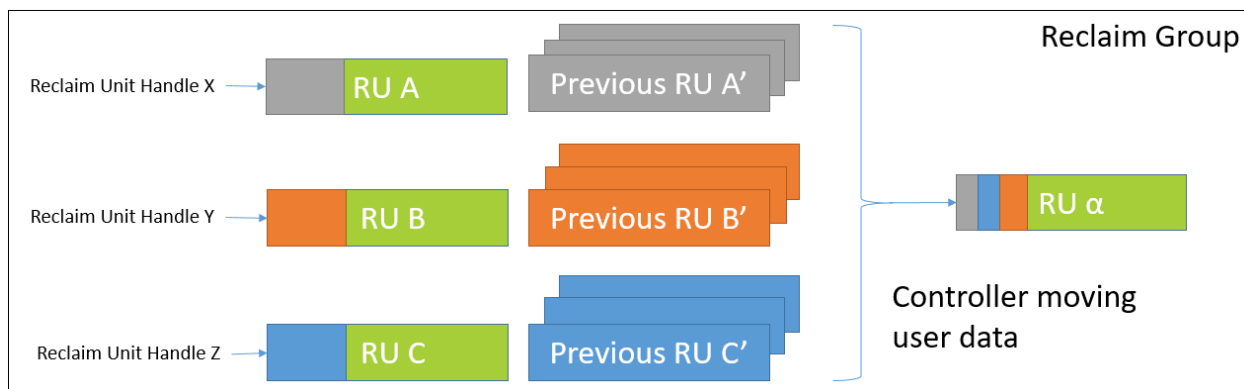 Reclaim Group
Reclaim Unit Handle X
RU A
Previous RU A’
Reclaim Unit Handle Y
RU B
Previous RU B’
RU α
Reclaim Unit Handle Z
RU C
Previous RU C’
Controller moving
user data